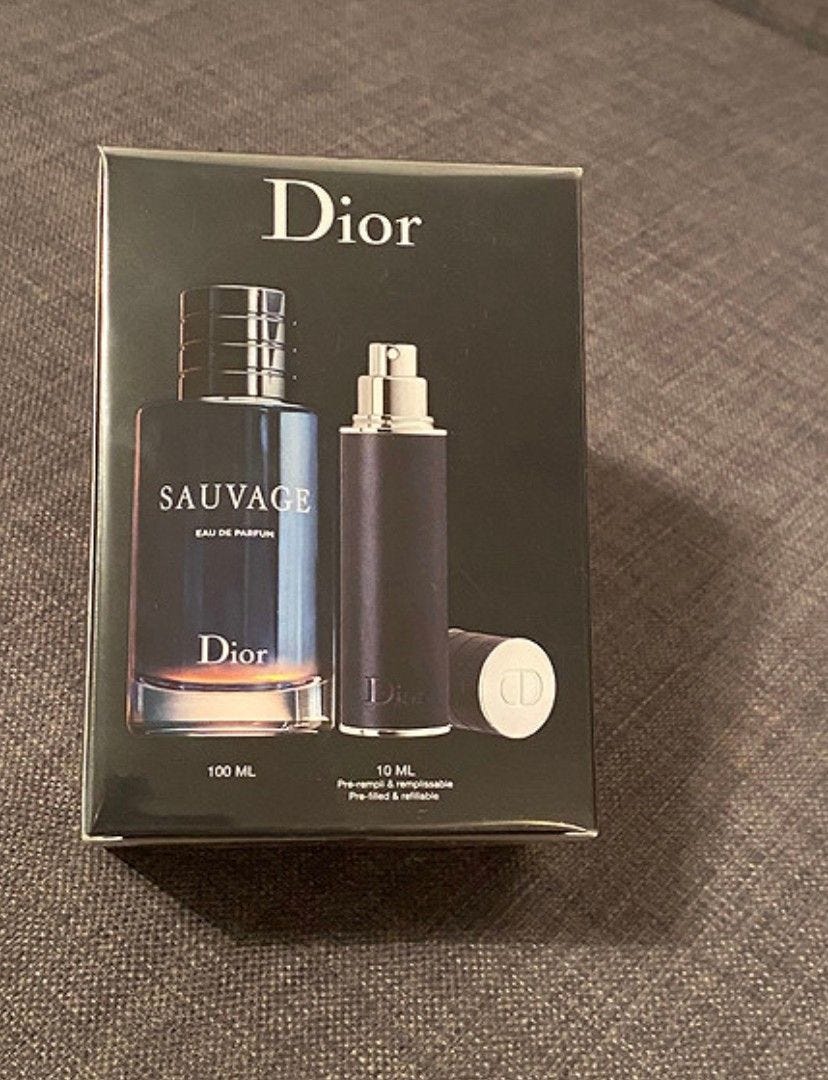 Dior
SAUVAGE
EAU DE PARFUM
Dior
Dior
100 ML
10 ML
Pré-rempli & remplissable
Pre-filled & refillable